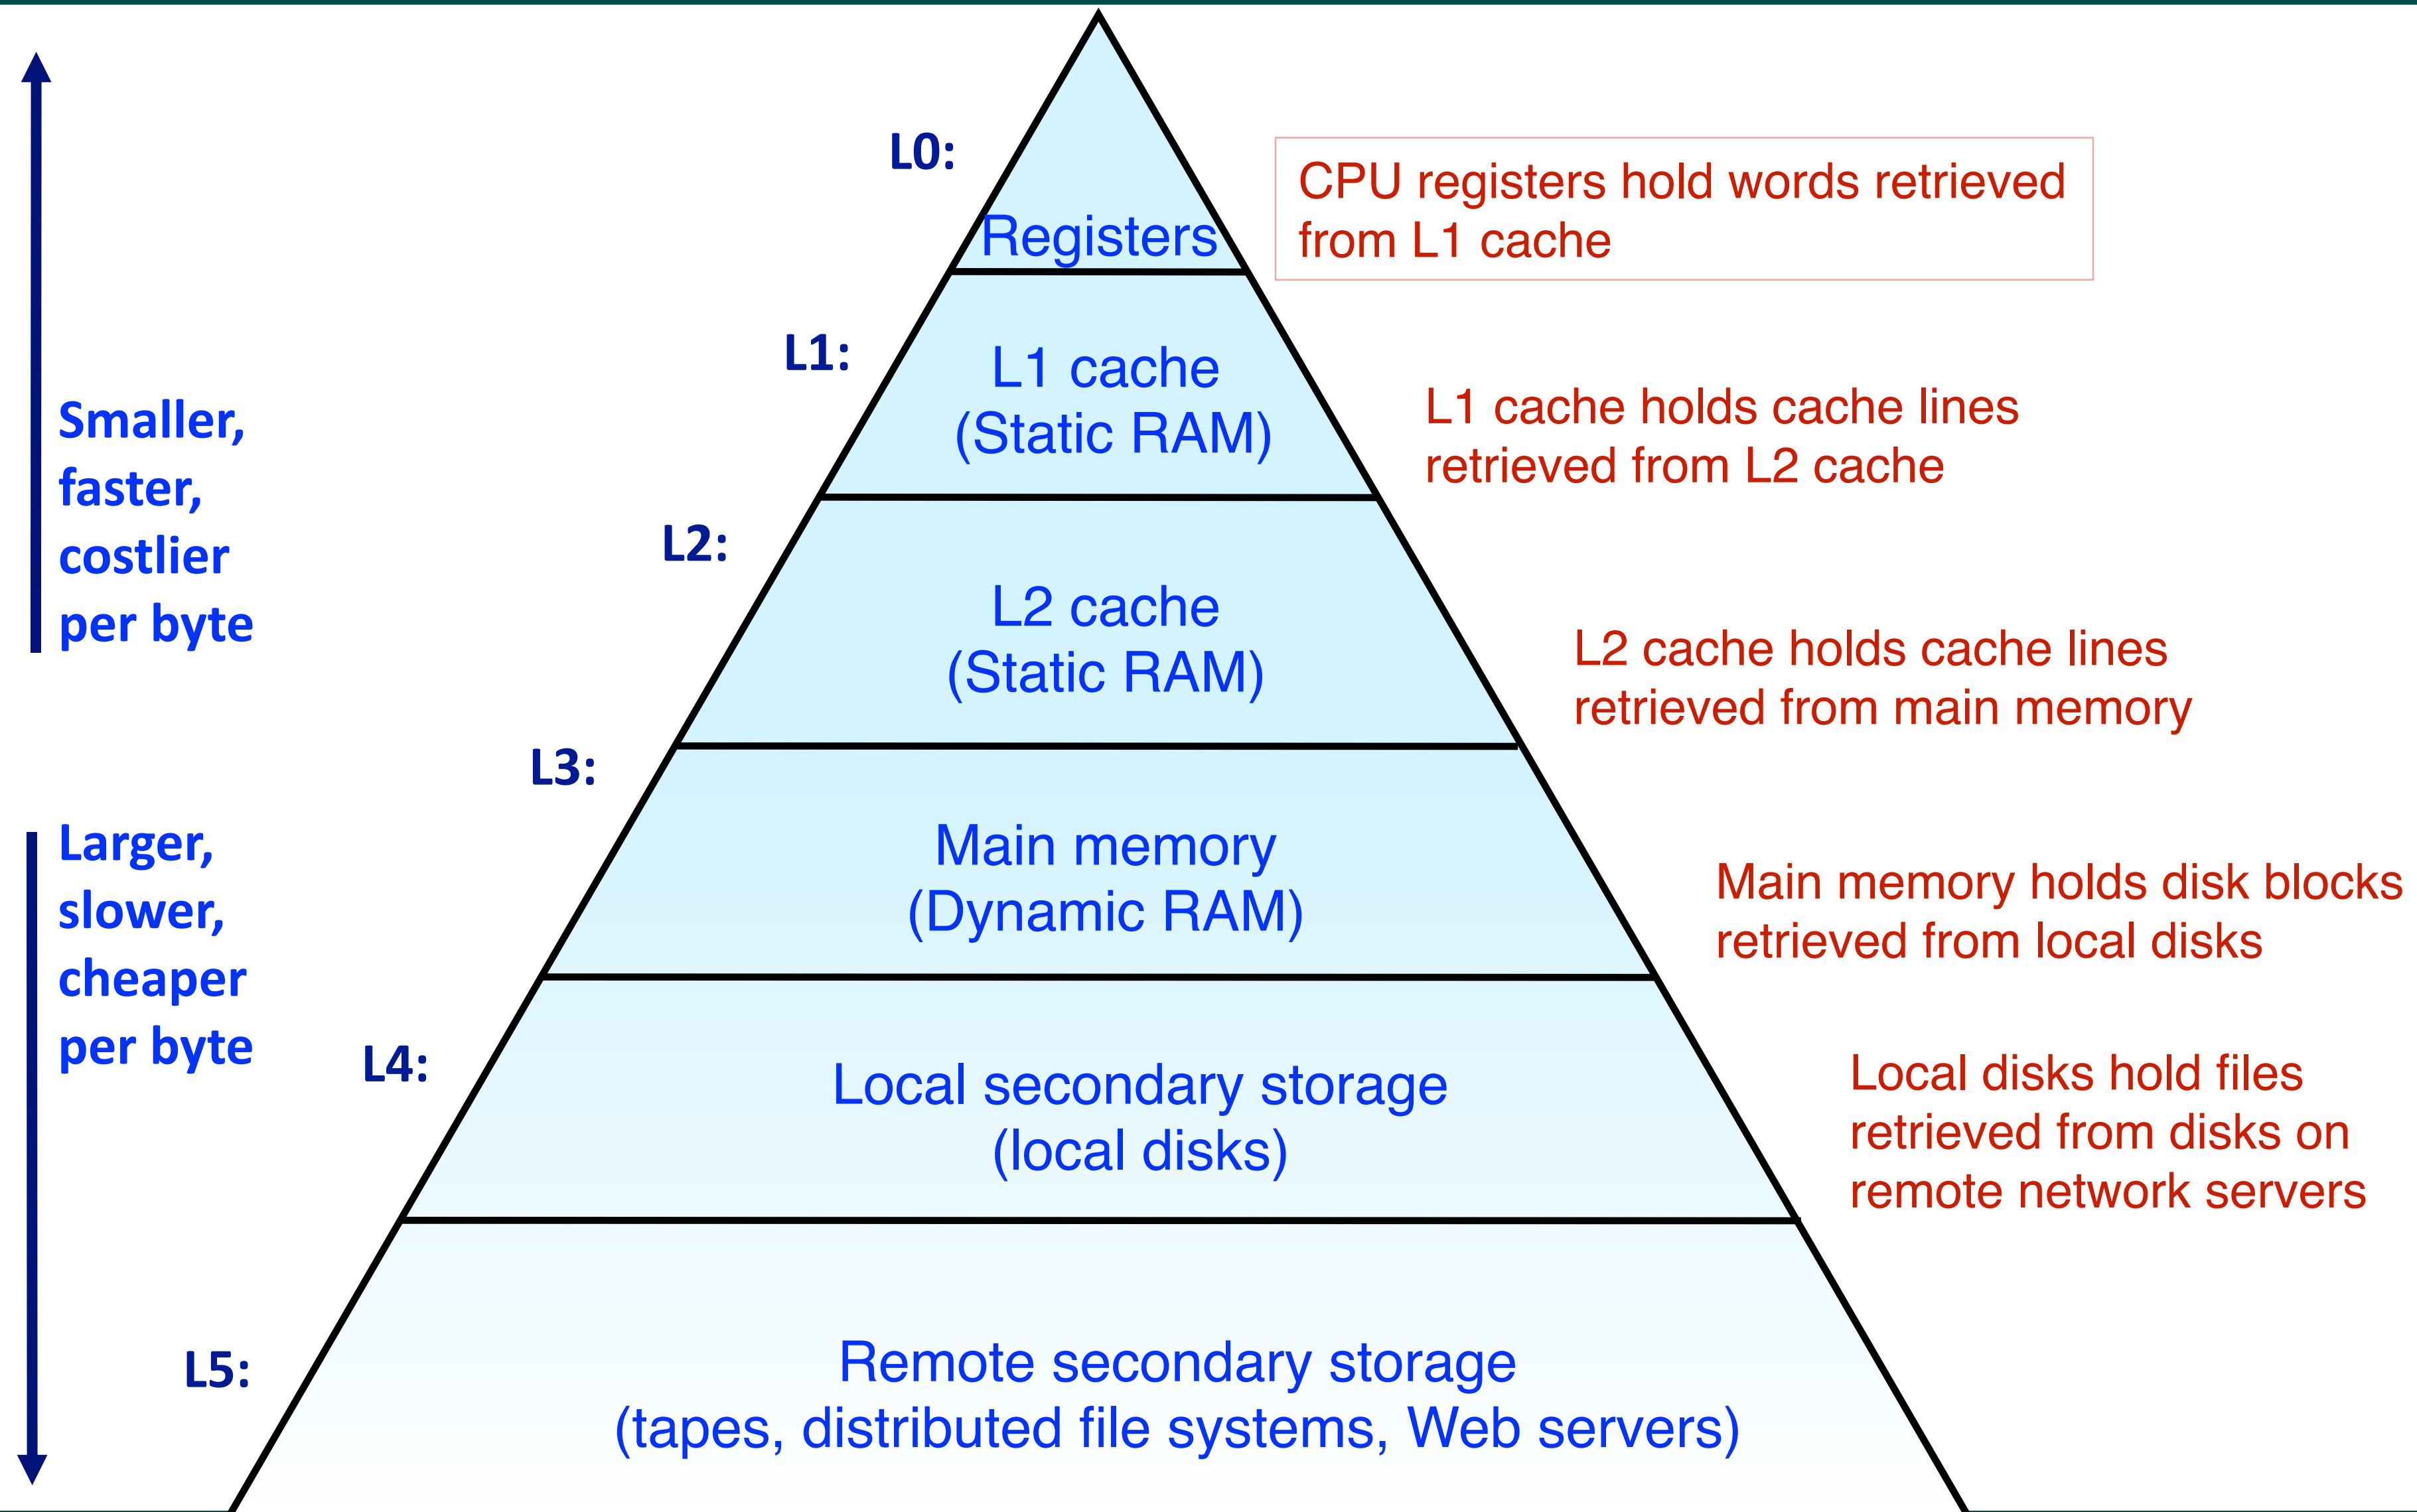 L0:
Registers
CPU registers hold words retrieved
from L1 cache
L1:
L1 cache
(Static RAM)
L1 cache holds cache lines
retrieved from L2 cache
Smaller,
faster,
costlier
per byte
L2:
L2 cache
(Static RAM)
L2 cache holds cache lines
retrieved from main memory
L3:
Main memory
(Dynamic RAM)
Main memory holds disk blocks
retrieved from local disks
Larger,
slower,
cheaper
per byte
L4:
Local secondary storage
(local disks)
Local disks hold files
retrieved from disks on
remote network servers
L5:
Remote secondary storage
(tapes, distributed file systems, Web servers)